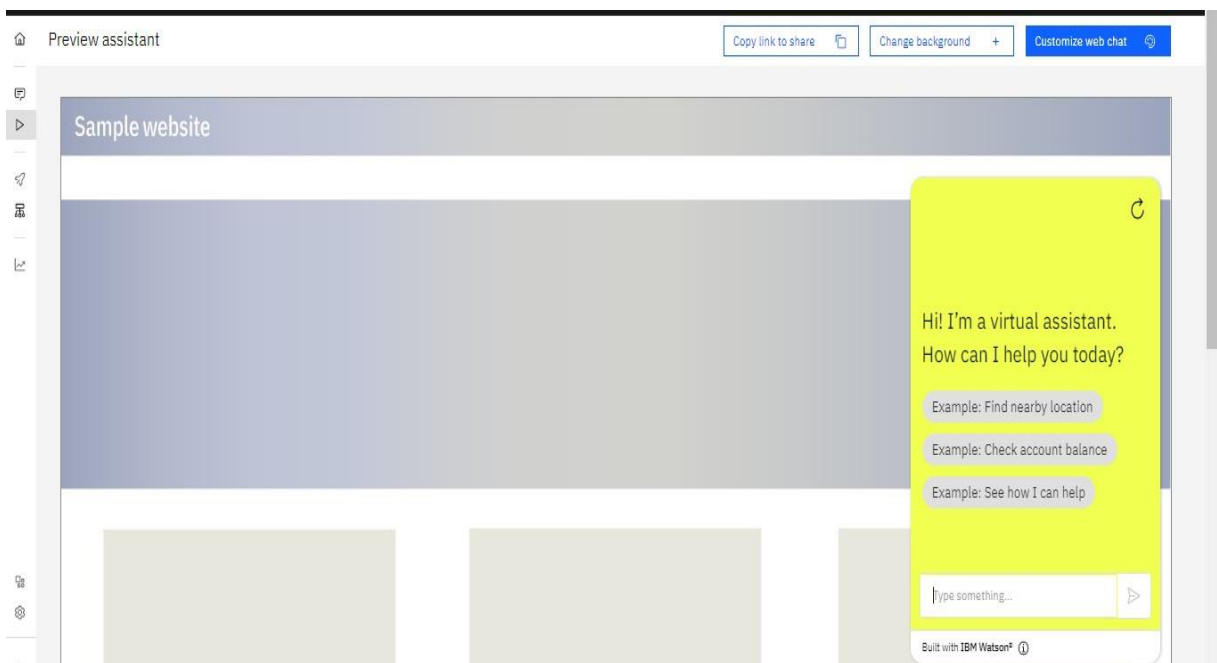 Preview assistant
Copy link to share
Change background +
Customize web chat
Sample website
Hi! I'm a virtual assistant.
How can I help you today?
Example: Find nearby location
Example: Check account balance
Example: See how I can help
Type something...
Built with IBM Watson®